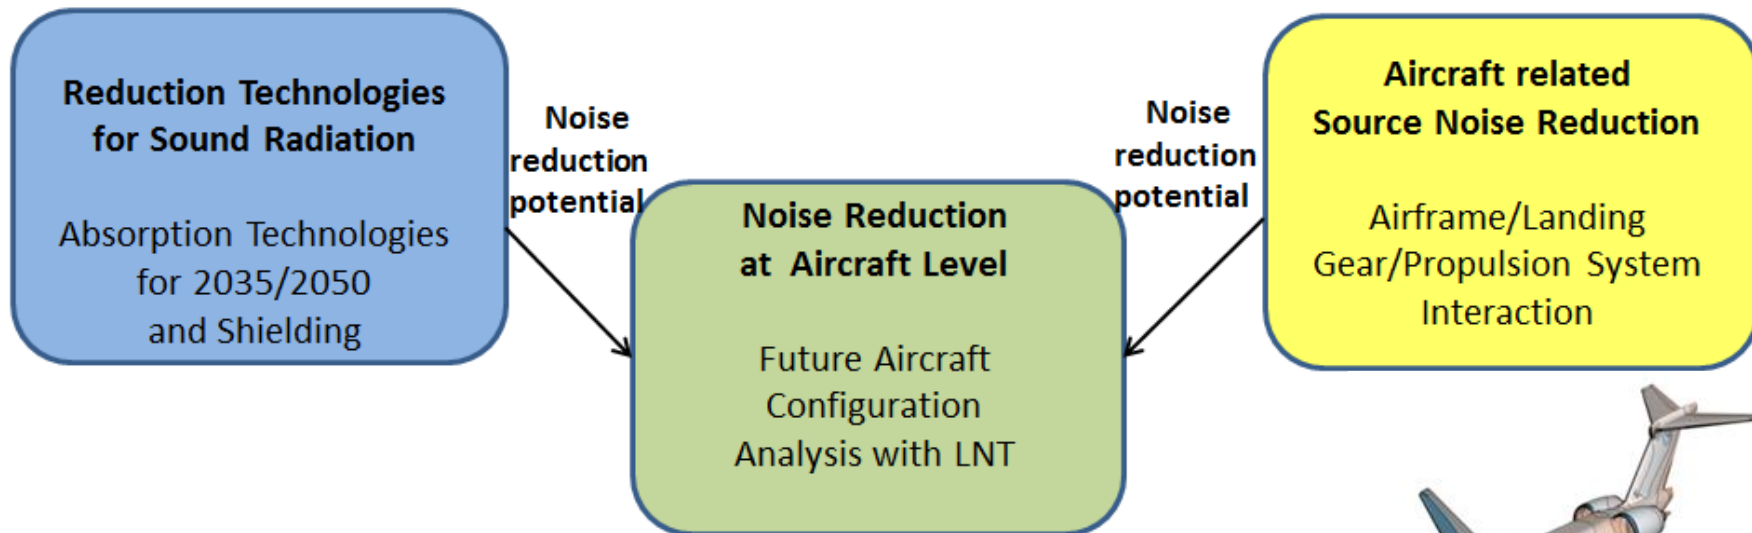 Reduction Technologies
for Sound Radiation
Absorption Technologies
for 2035/2050
and Shielding
Noise
reduction
potential
Noise Reduction
at Aircraft Level
Future Aircraft
Configuration
Analysis with LNT
Noise
reduction
potential
Aircraft related
Source Noise Reduction
Airframe/Landing
Gear/Propulsion System
Interaction